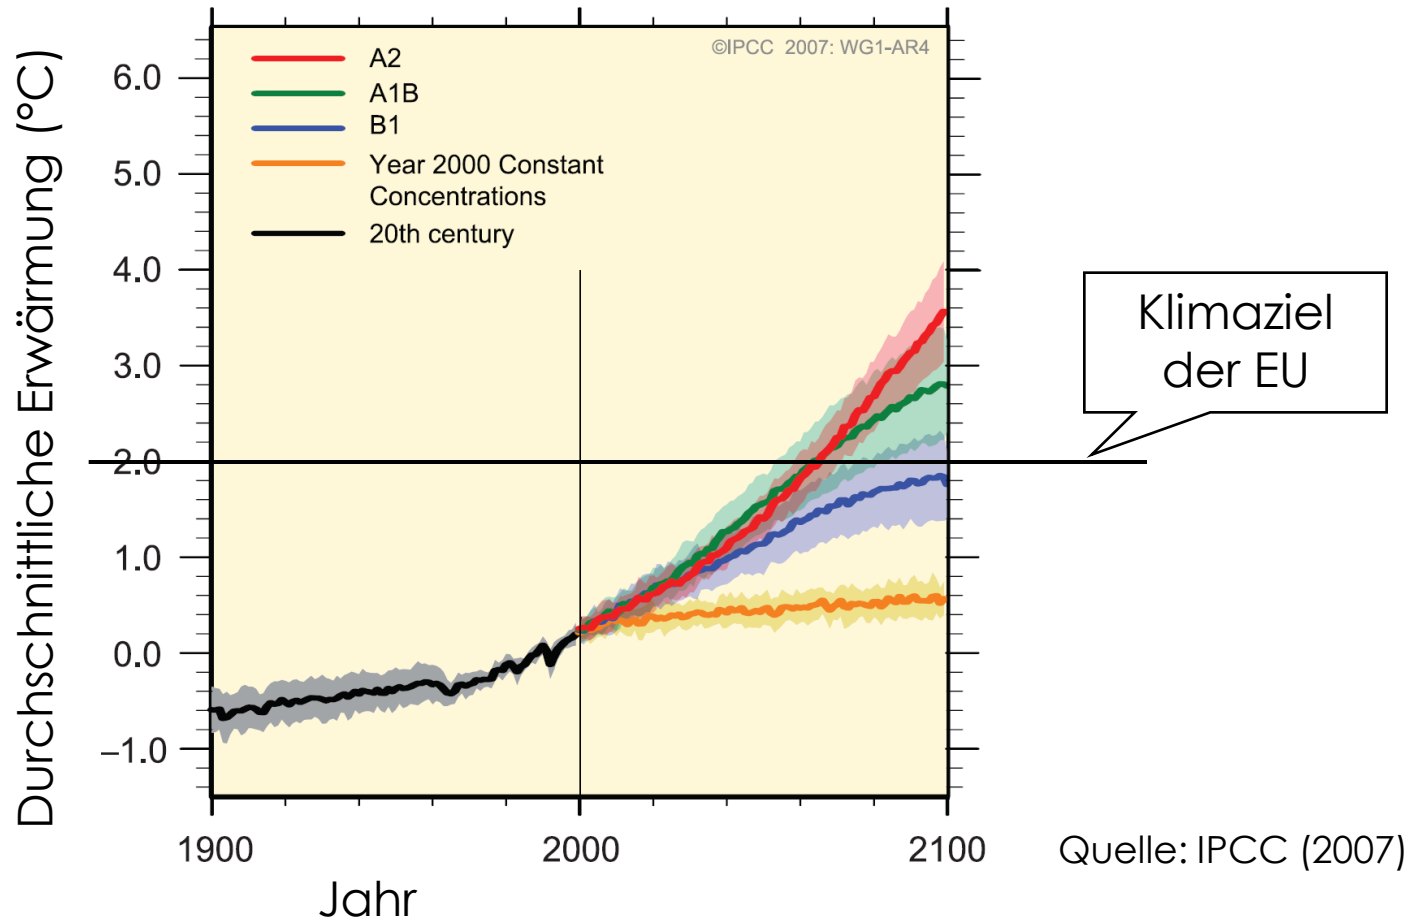 ©IPCC 2007: WG1-AR4
A2
A1B
B1
Year 2000 Constant
Concentrations
20th century
Durchschnittliche Erwärmung (°C)
6.0
5.0
4.0
3.0
2.0
1.0
0.0
–1.0
1900
2000
2100
Jahr
Klimaziel
der EU
Quelle: IPCC (2007)